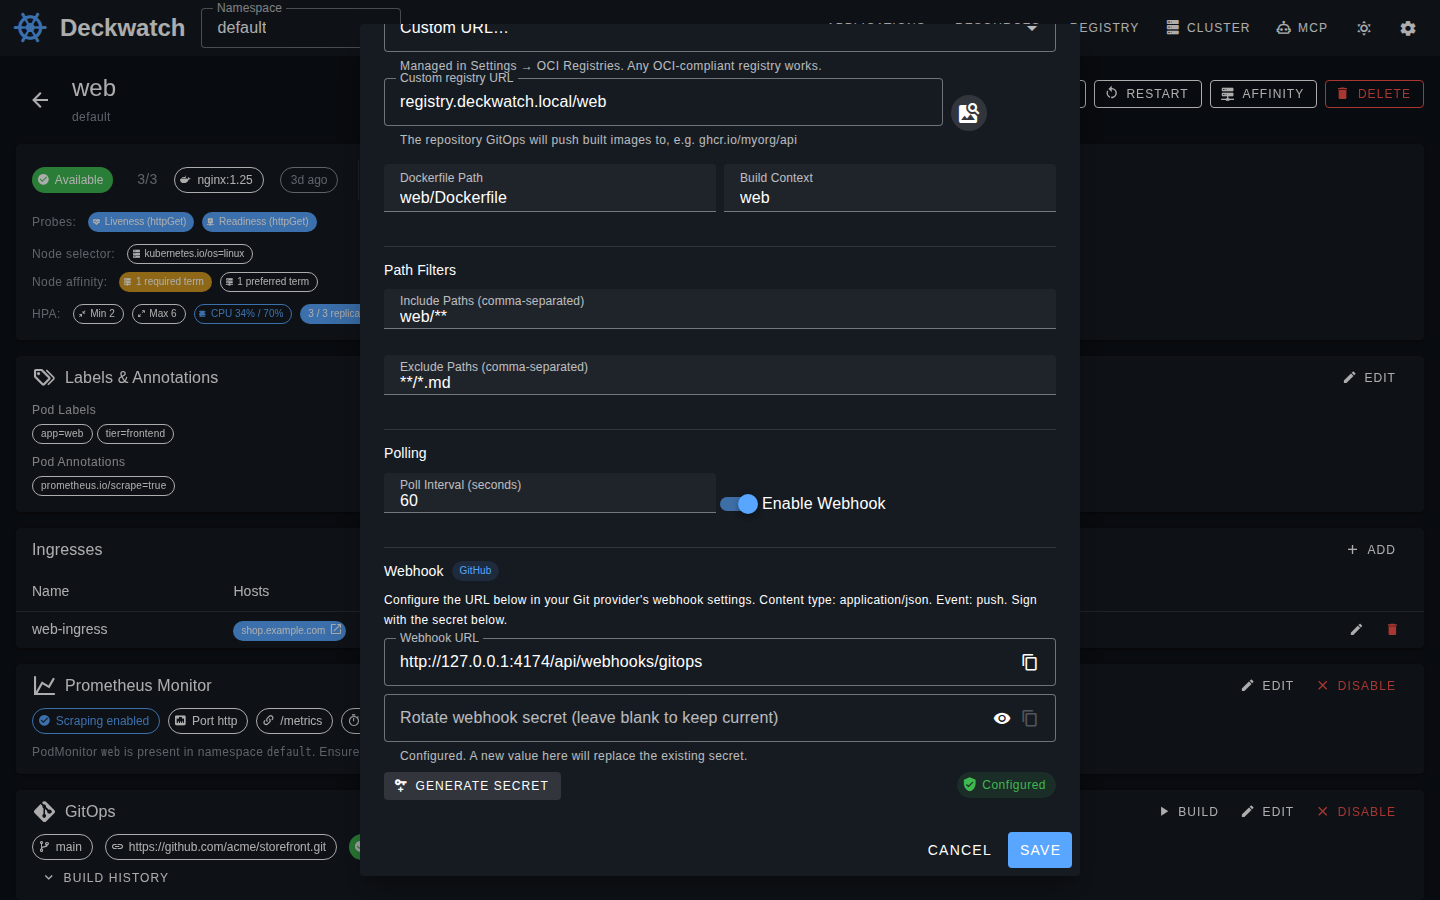 Deckwatch
Namespace
default
REGISTRY
CLUSTER
MCP
web
default
RESTART
AFFINITY
DELETE
Available
3/3
nginx:1.25
3d ago
Probes:
Liveness (httpGet)
Readiness (httpGet)
Node selector:
kubernetes.io/os=linux
Node affinity:
1 required term
1 preferred term
HPA:
Min 2
Max 6
CPU 34% / 70%
3 / 3 replica
Labels & Annotations
EDIT
Pod Labels
app=web
tier=frontend
Pod Annotations
prometheus.io/scrape=true
Ingresses
ADD
Name
Hosts
web-ingress
shop.example.com
Prometheus Monitor
EDIT
DISABLE
Scraping enabled
Port http
/metrics
PodMonitor web is present in namespace default. Ensure
GitOps
BUILD
EDIT
DISABLE
main
https://github.com/acme/storefront.git
BUILD HISTORY
Custom URL…
Managed in Settings → OCI Registries. Any OCI-compliant registry works.
Custom registry URL
registry.deckwatch.local/web
The repository GitOps will push built images to, e.g. ghcr.io/myorg/api
Dockerfile Path
web/Dockerfile
Build Context
web
Path Filters
Include Paths (comma-separated)
web/**
Exclude Paths (comma-separated)
**/*.md
Polling
Poll Interval (seconds)
60
Enable Webhook
Webhook
GitHub
Configure the URL below in your Git provider's webhook settings. Content type: application/json. Event: push. Sign
with the secret below.
Webhook URL
http://127.0.0.1:4174/api/webhooks/gitops
Rotate webhook secret (leave blank to keep current)
Configured. A new value here will replace the existing secret.
GENERATE SECRET
Configured
CANCEL
SAVE